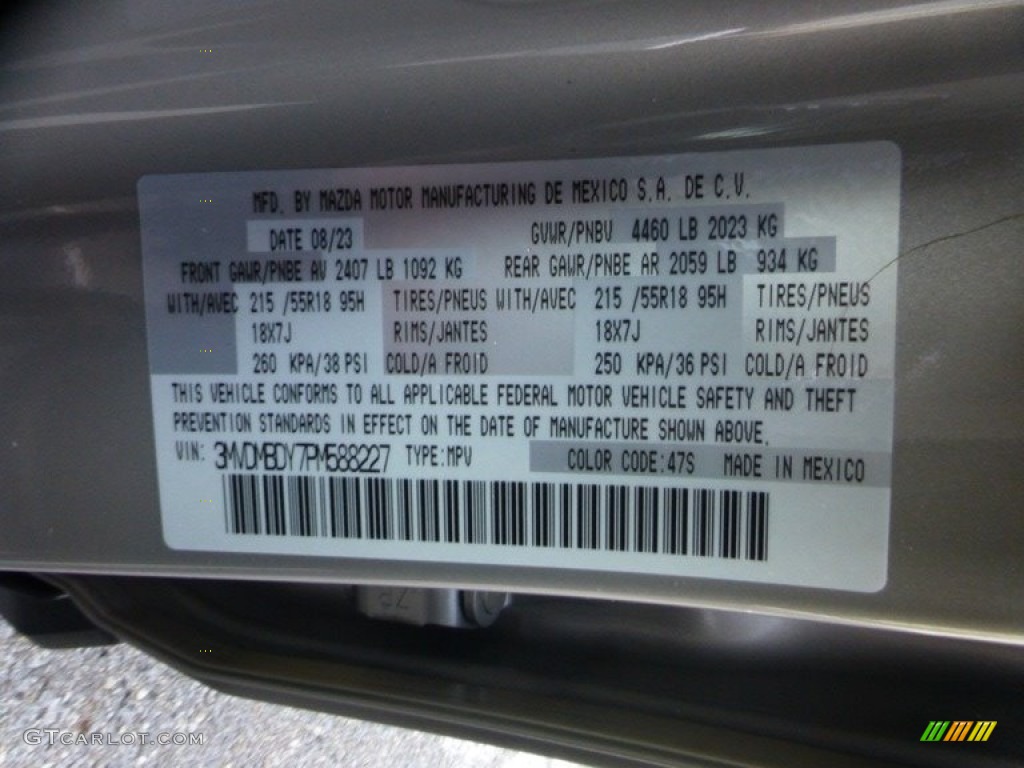 MFD. BY MAZDA MOTOR MANUFACTURING DE MEXICO S.A. DE C.V.
DATE 08/23 GVWR/PNBV 4460 LB 2023 KG
FRONT GAWR/PNBE AV 2407 LB 1092 KG REAR GAWR/PNBE AR 2059 LB 934 KG
WITH/AVEC 215 /55R18 95H TIRES/PNEUS WITH/AVEC 215 /55R18 95H TIRES/PNEUS
18X7J RIMS/JANTES 18X7J RIMS/JANTES
260 KPA/38 PSI COLD/A FROID 250 KPA/36 PSI COLD/A FROID
THIS VEHICLE CONFORMS TO ALL APPLICABLE FEDERAL MOTOR VEHICLE SAFETY AND THEFT
PREVENTION STANDARDS IN EFFECT ON THE DATE OF MANUFACTURE SHOWN ABOVE.
VIN: 3MVDMBDY7PM588227 TYPE:MPV COLOR CODE:47S MADE IN MEXICO
GTCARLOT.COM